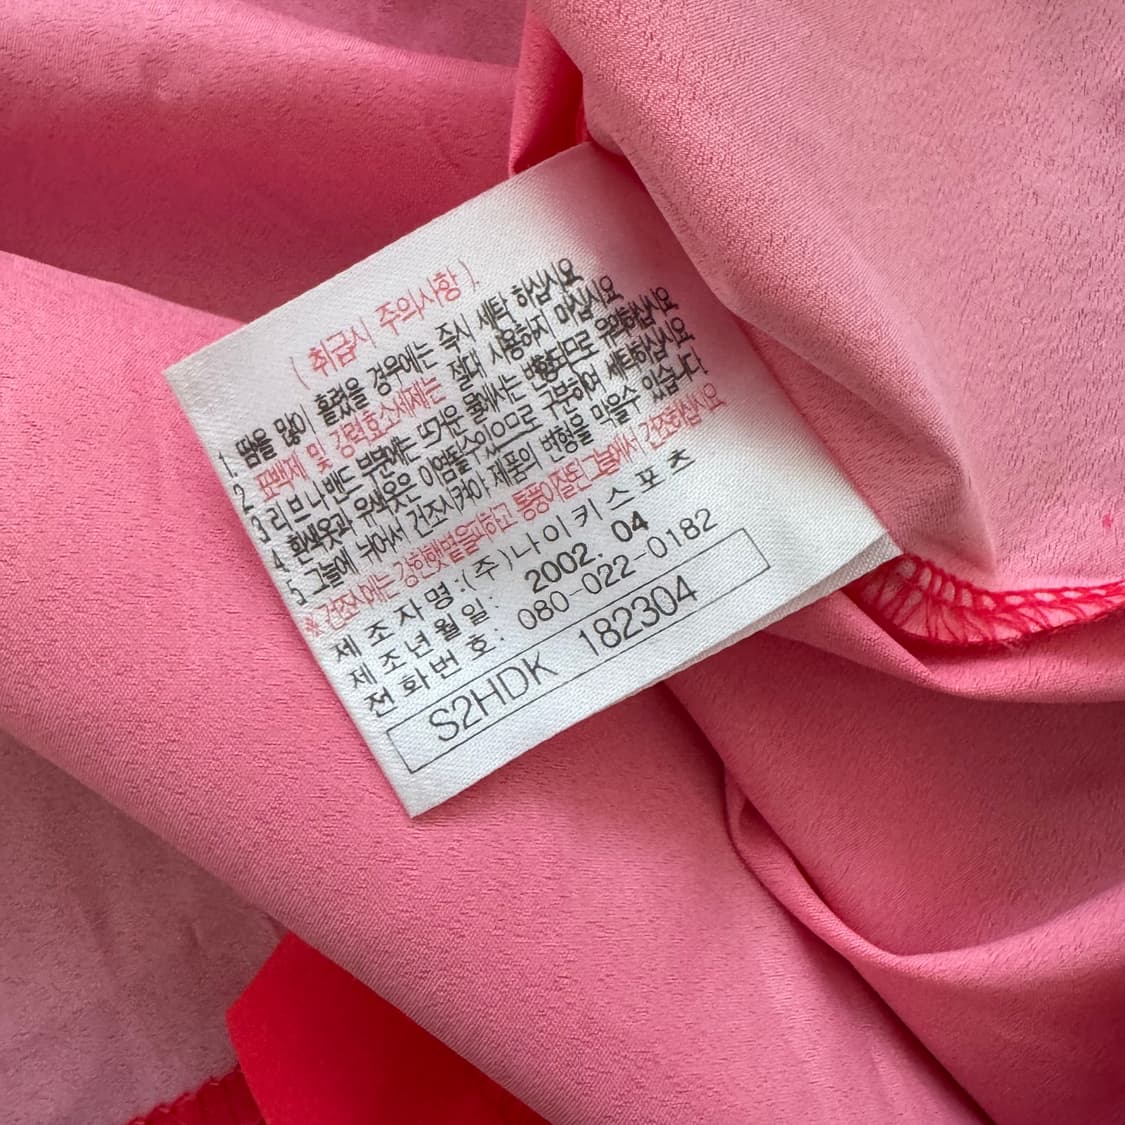 ( 취급시 주의사항 ).
1. 땀을 많이 흘렸을 경우에는 즉시 세탁 하십시요
2. 표백제 및 강력효소세제는 절대 사용하지 마십시요
3. 리브나밴드 부분에는 뜨거운 물에서는 변형되므로 유의하십시요
4. 흰색옷과 유색옷은 이염될수있으므로 구분하여 세탁하십시요
5. 그늘에 뉘어서 건조시켜야 제품의 변형을 막을수 있습니다.
※ 건조시에는 강한햇볕을피하고 통풍이잘된그늘에서 건조하십시요
제조자명:(주)나이키스포츠
제조년월일: 2002. 04
전화번호: 080-022-0182
S2HDK 182304